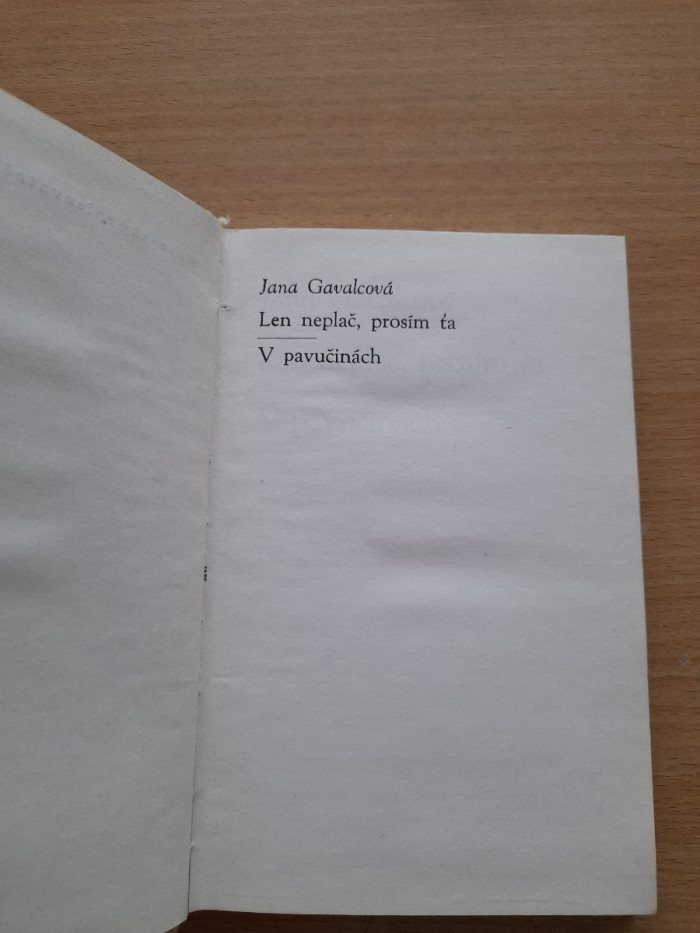 Jana Gavalcová
Len neplač, prosím ťa
V pavučinách